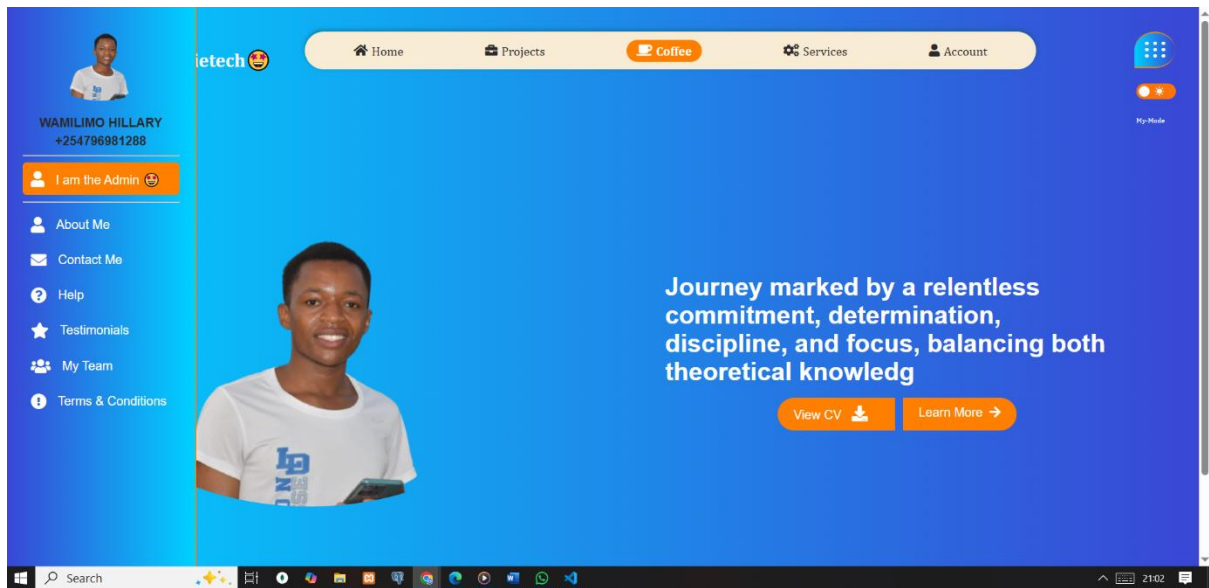 WAMILIMO HILLARY
+254796981288
I am the Admin 🤩
About Me
Contact Me
Help
Testimonials
My Team
Terms & Conditions
ietech🤩
Home
Projects
Coffee
Services
Account
My-Mode
Journey marked by a relentless
commitment, determination,
discipline, and focus, balancing both
theoretical knowledg
View CV
Learn More →
Search
21:02